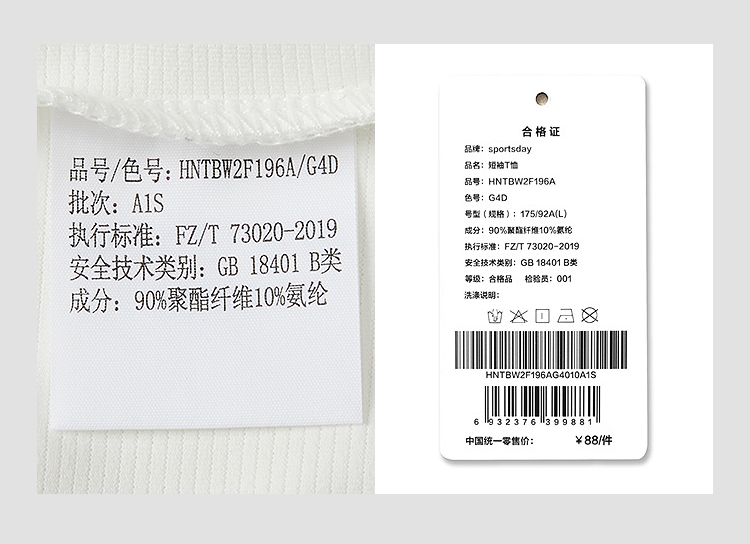 品号/色号: HNTBW2F196A/G4D
批次: A1S
执行标准: FZ/T 73020-2019
安全技术类别: GB 18401 B类
成分: 90%聚酯纤维10%氨纶
合格证
品牌: sportsday
品名: 短袖T恤
品号: HNTBW2F196A
色号: G4D
号型（规格）: 175/92A(L)
成分: 90%聚酯纤维10%氨纶
执行标准: FZ/T 73020-2019
安全技术类别: GB 18401 B类
等级: 合格品 检验员: 001
洗涤说明:
HNTBW2F196AG4010A1S
6 932376 399881
中国统一零售价: ￥88/件